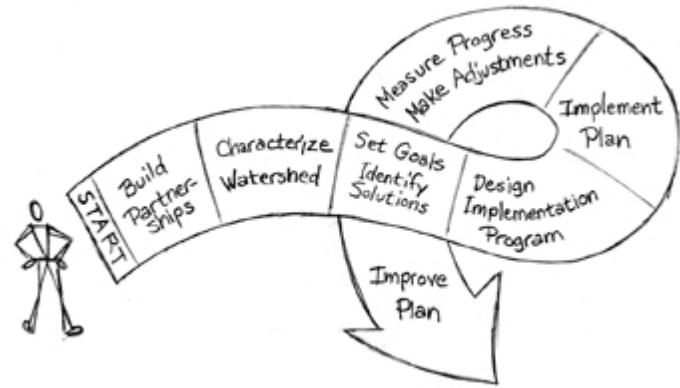 START
Build
Partner-
ships
Characterize
Watershed
Set Goals
Identify
Solutions
Design
Implementation
Program
Implement
Plan
Measure Progress
Make Adjustments
Improve
Plan